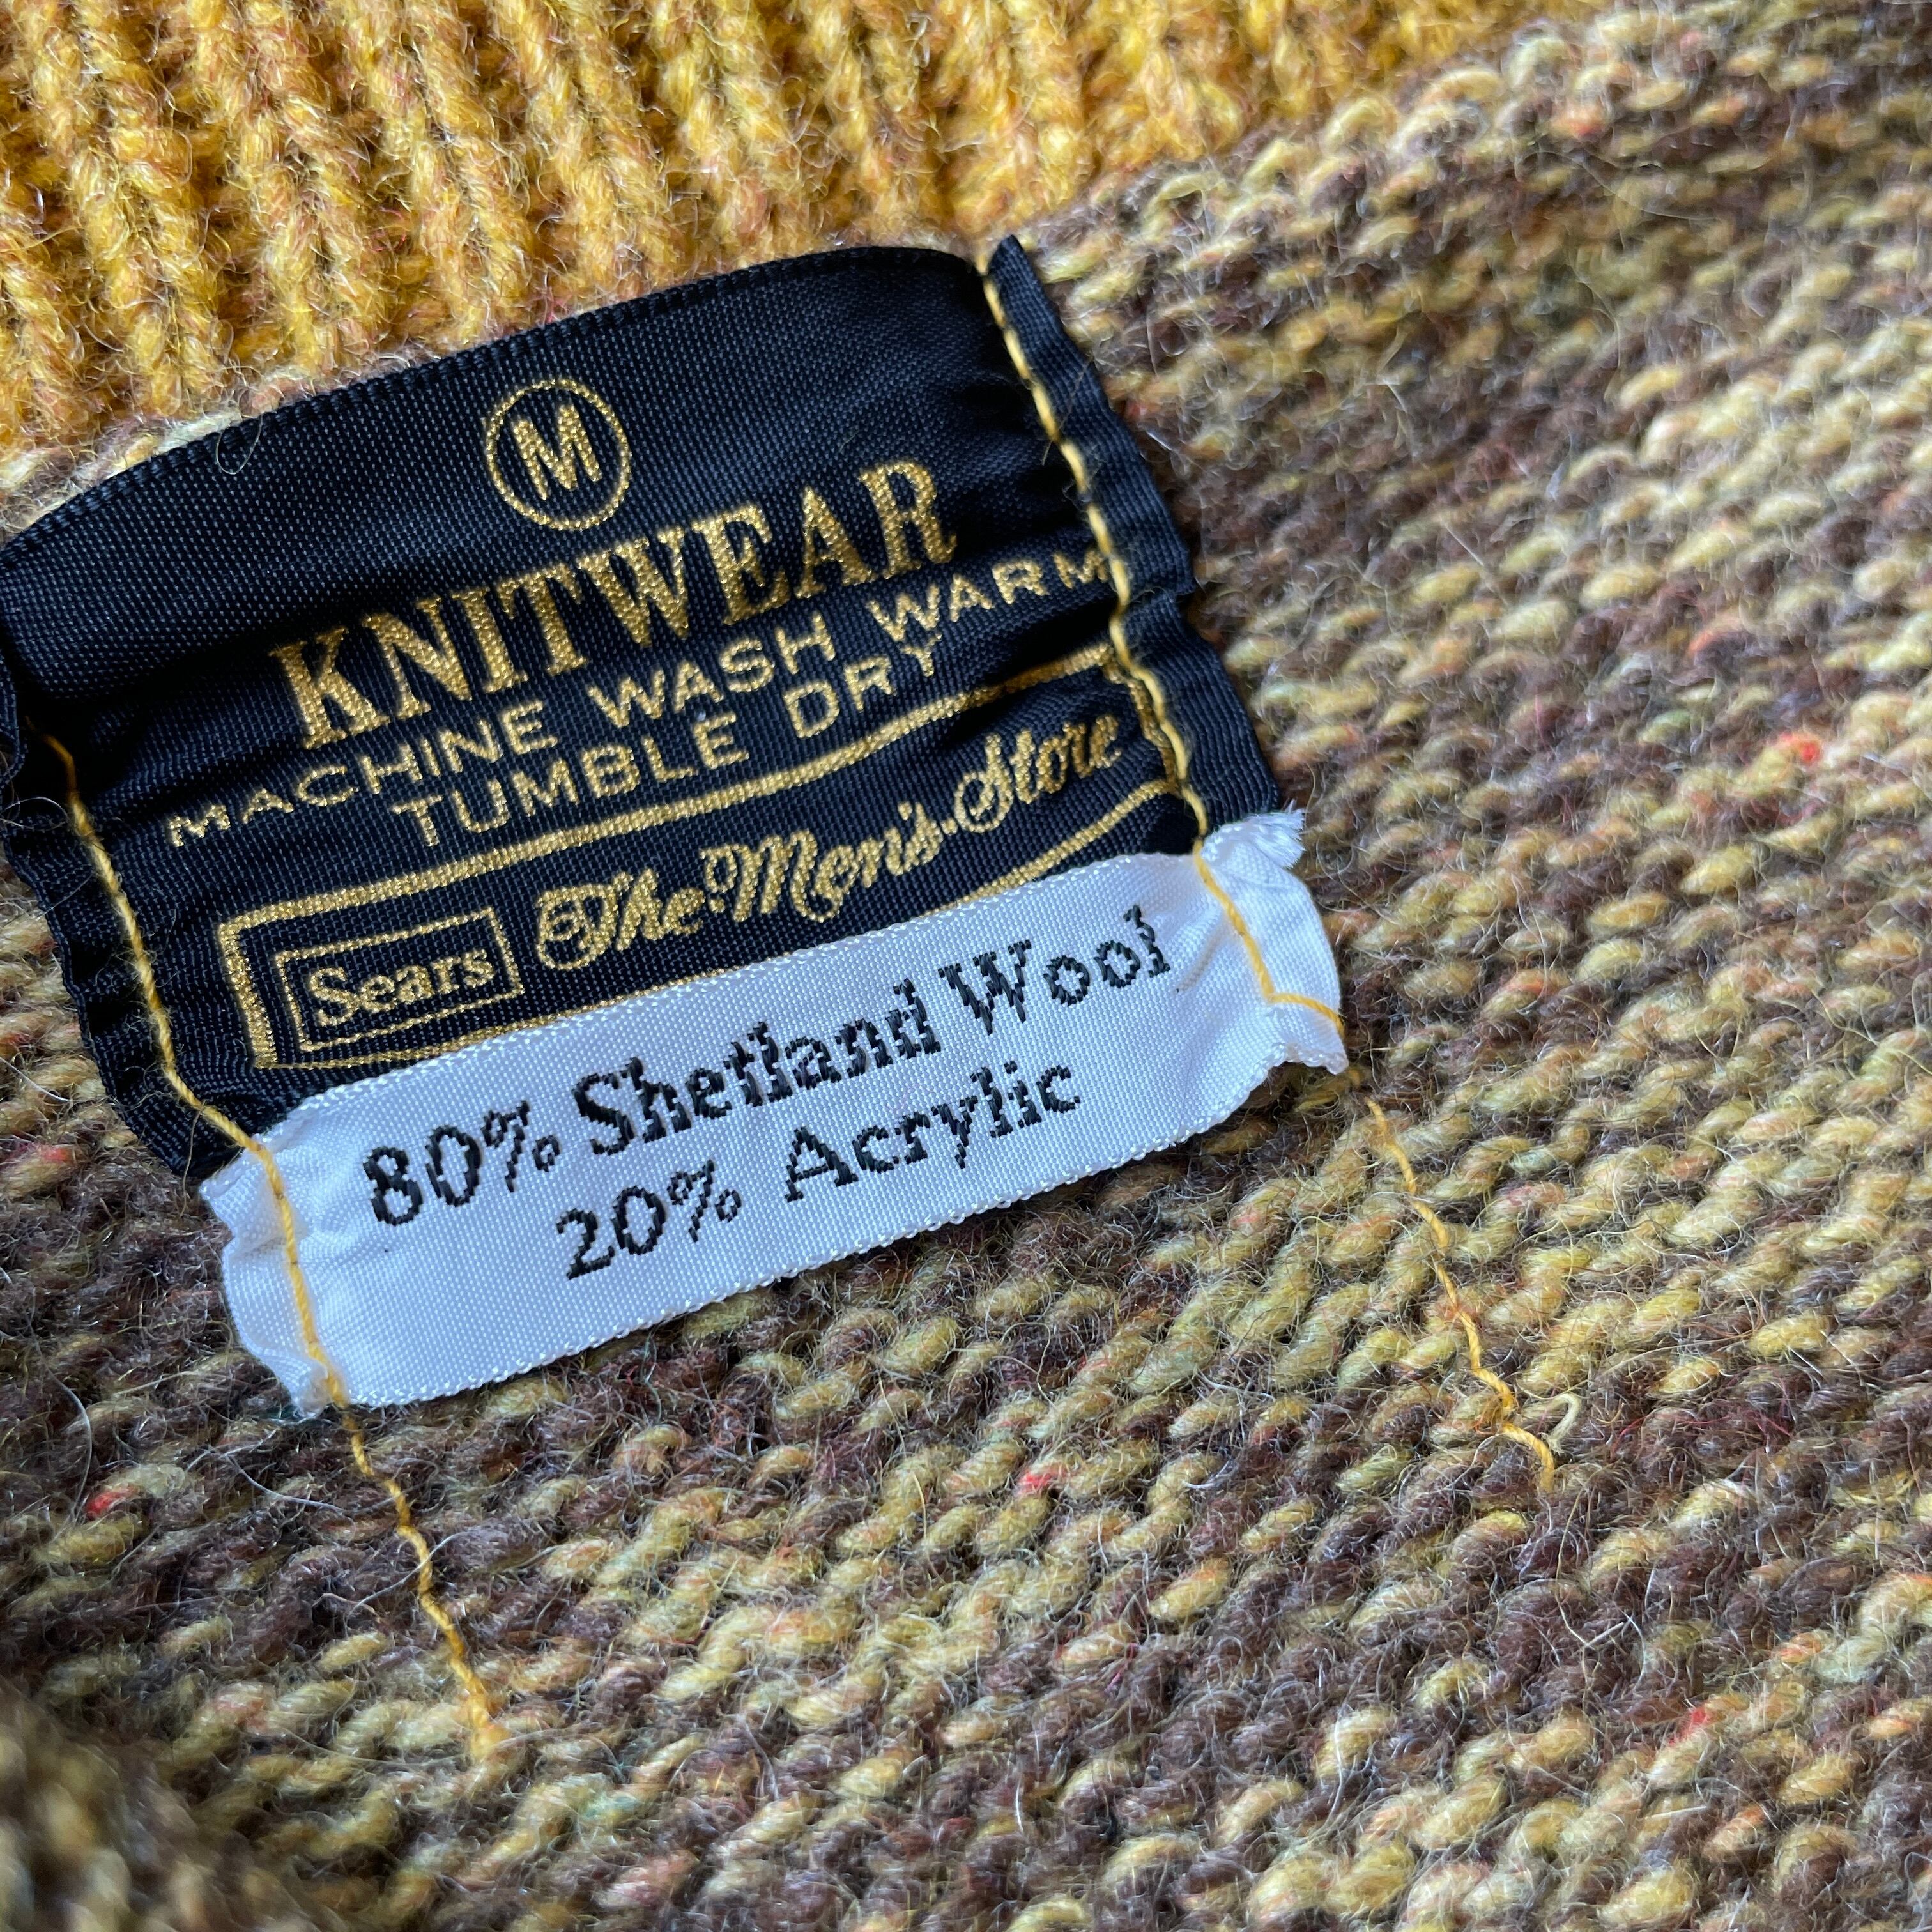 M
KNITWEAR
MACHINE WASH WARM
TUMBLE DRY
Sears The Men's Store
80% Shetland Wool
20% Acrylic